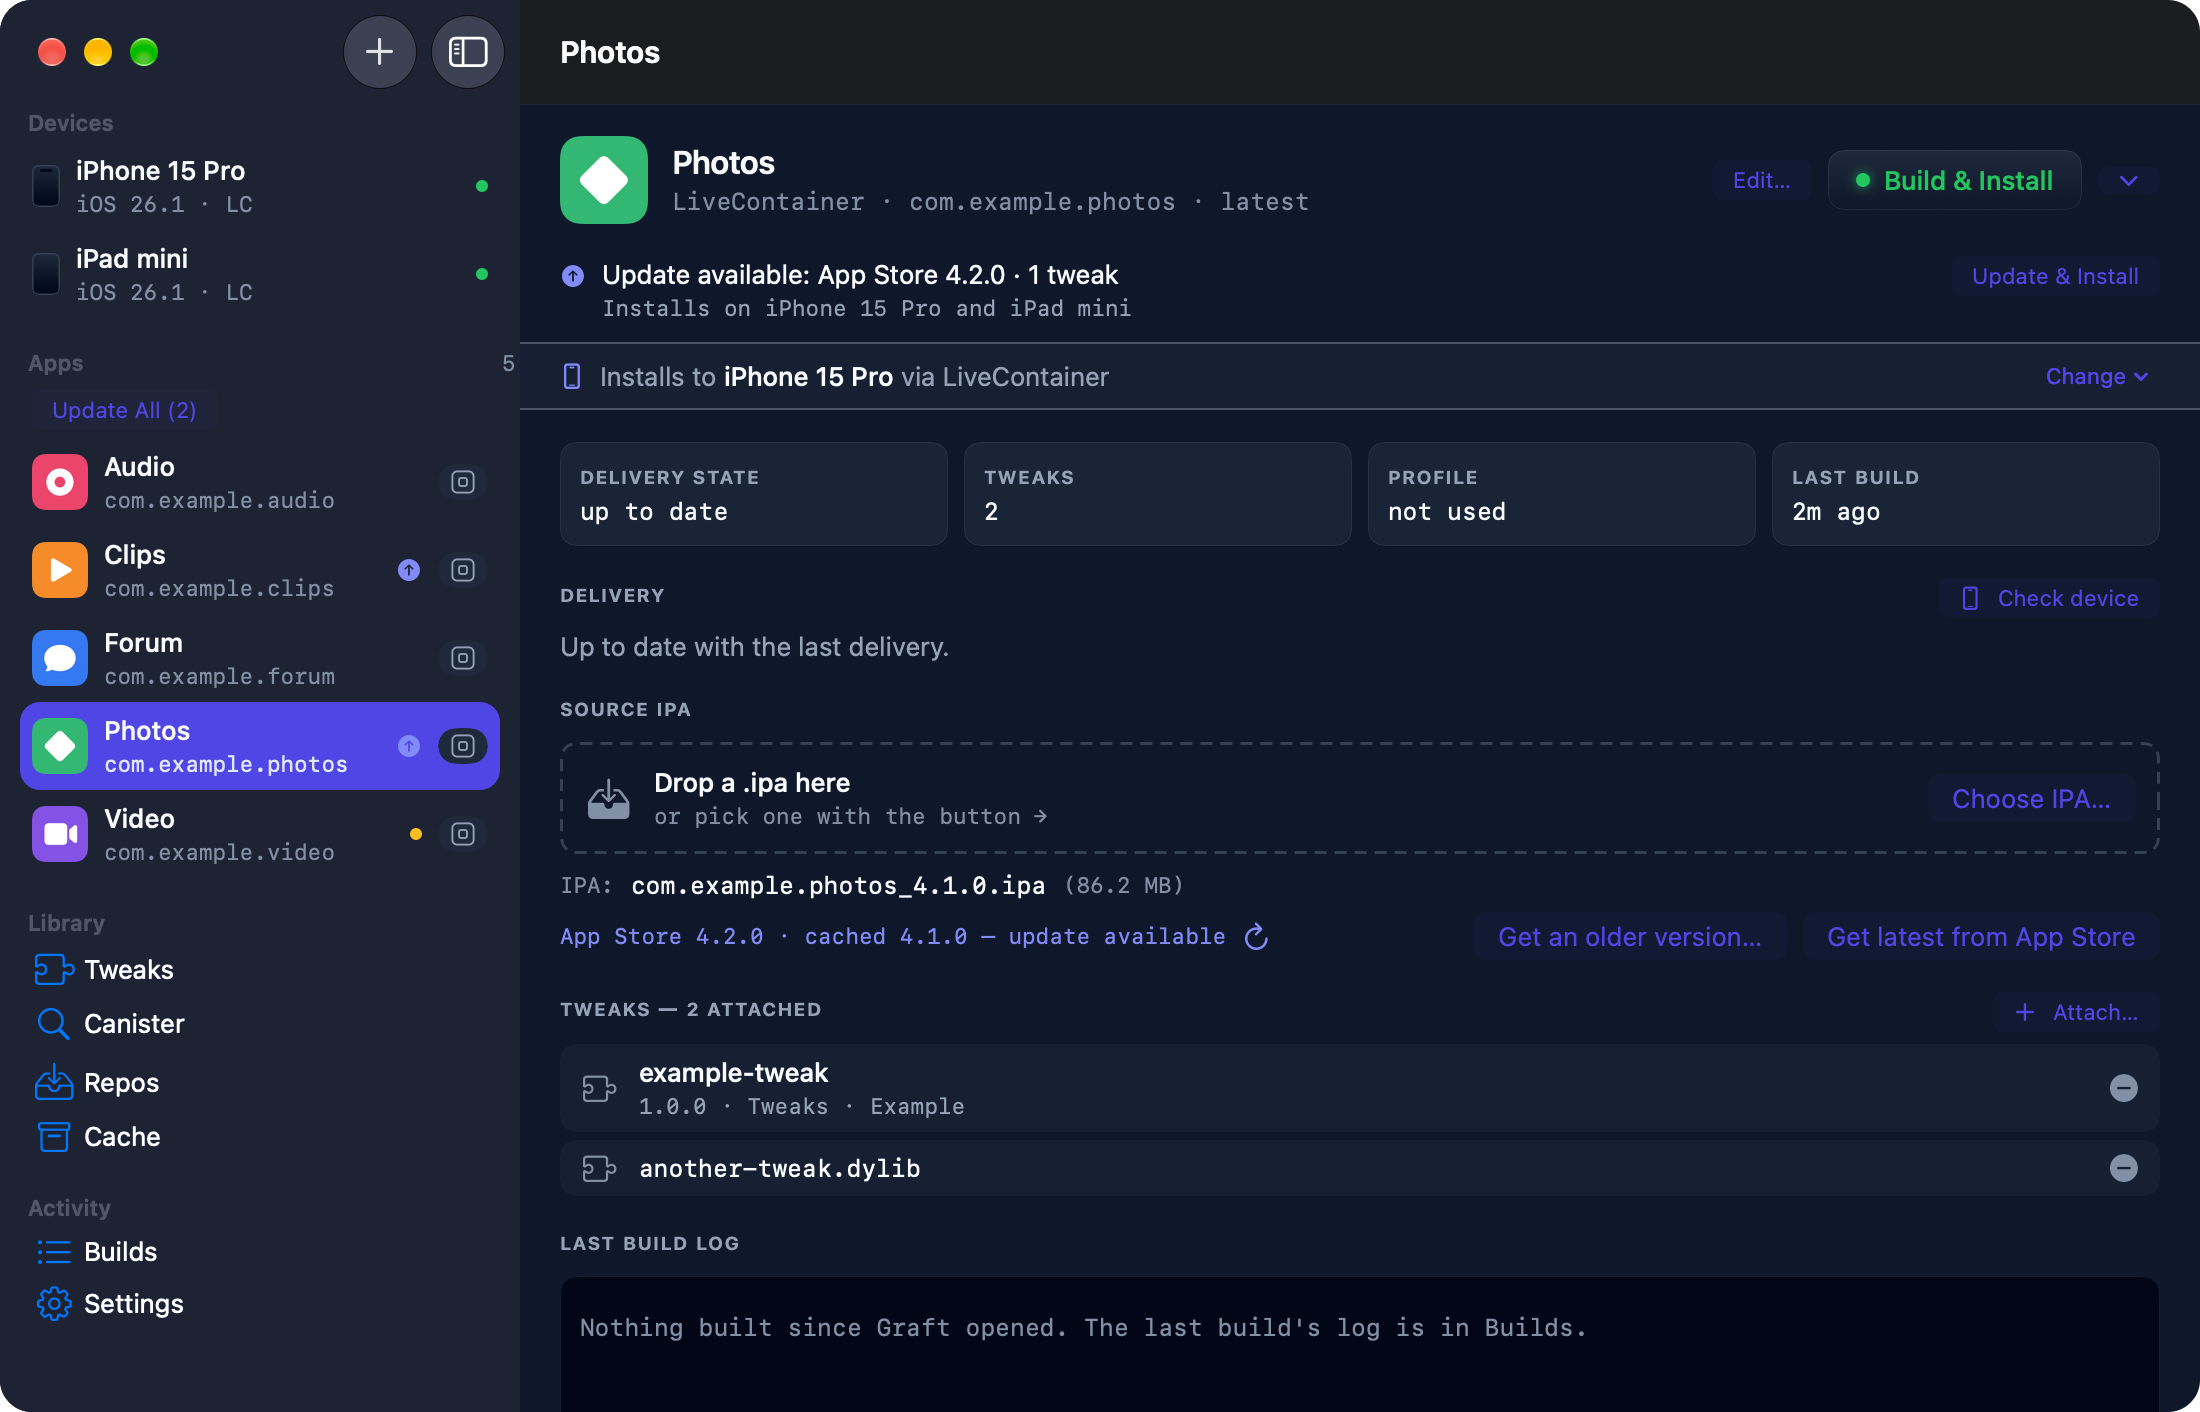 Devices
iPhone 15 Pro
iOS 26.1 · LC
iPad mini
iOS 26.1 · LC
Apps 5
Update All (2)
Audio
com.example.audio
Clips
com.example.clips
Forum
com.example.forum
Photos
com.example.photos
Video
com.example.video
Library
Tweaks
Canister
Repos
Cache
Activity
Builds
Settings
Photos
Photos
LiveContainer · com.example.photos · latest
Edit...
Build & Install
Update available: App Store 4.2.0 · 1 tweak
Installs on iPhone 15 Pro and iPad mini
Update & Install
Installs to iPhone 15 Pro via LiveContainer
Change
DELIVERY STATE
up to date
TWEAKS
2
PROFILE
not used
LAST BUILD
2m ago
DELIVERY
Check device
Up to date with the last delivery.
SOURCE IPA
Drop a .ipa here
or pick one with the button →
Choose IPA...
IPA: com.example.photos_4.1.0.ipa (86.2 MB)
App Store 4.2.0 · cached 4.1.0 — update available
Get an older version...
Get latest from App Store
TWEAKS — 2 ATTACHED
Attach...
example-tweak
1.0.0 · Tweaks · Example
another-tweak.dylib
LAST BUILD LOG
Nothing built since Graft opened. The last build's log is in Builds.